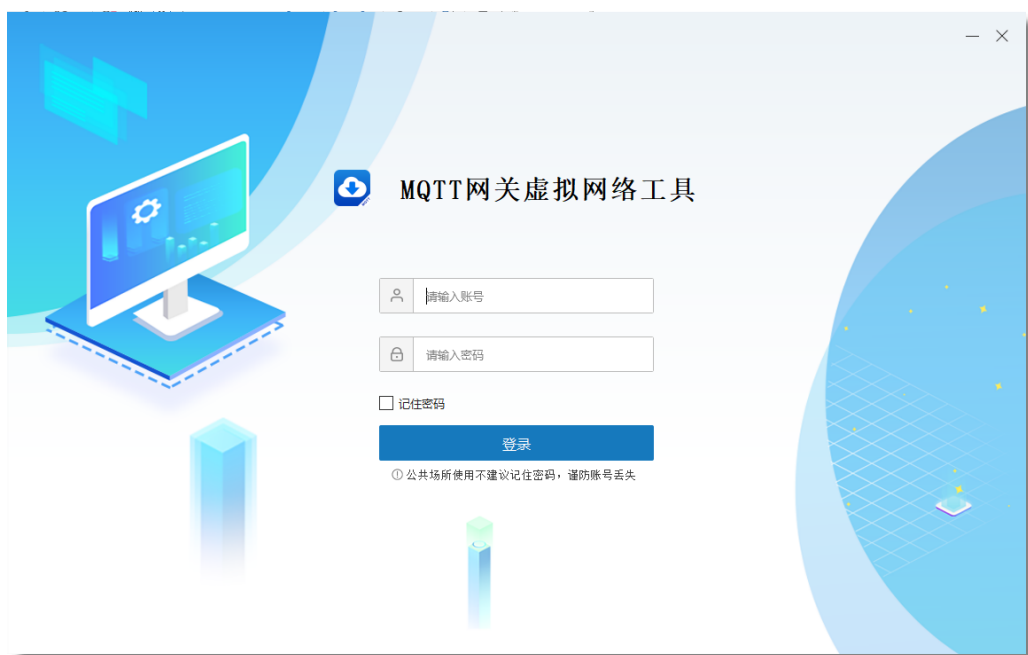 MQTT网关虚拟网络工具
请输入账号
请输入密码
记住密码
登录
公共场所使用不建议记住密码，谨防账号丢失